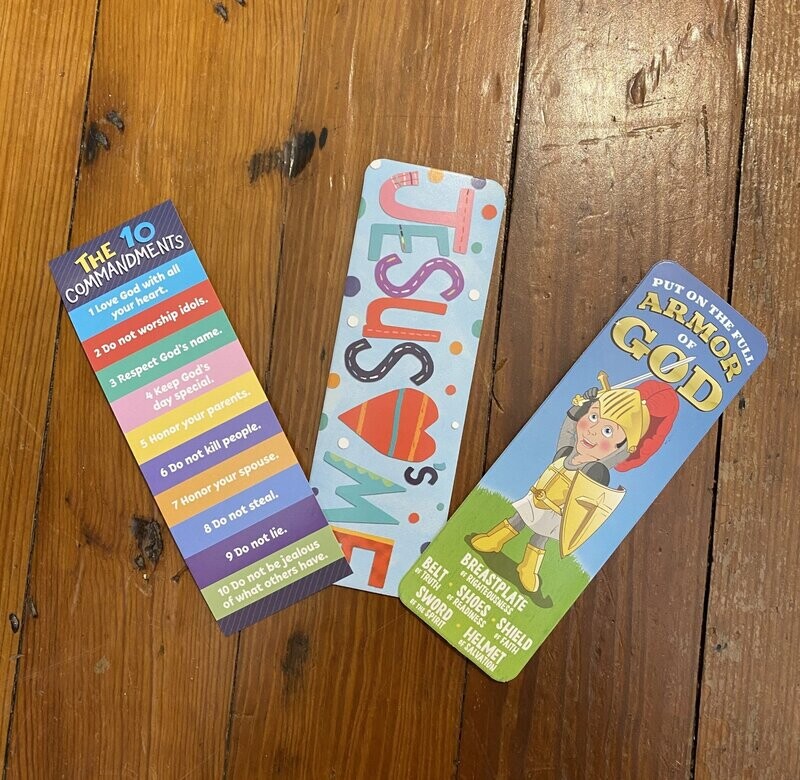 THE 10
COMMANDMENTS
1 Love God with all
your heart.
2 Do not worship idols.
3 Respect God's name.
4 Keep God's
day special.
5 Honor your parents.
6 Do not kill people.
7 Honor your spouse.
8 Do not steal.
9 Do not lie.
10 Do not be jealous
of what others have.
JESUS
'S
ME
PUT ON THE FULL
ARMOR
OF
GOD
BREASTPLATE
OF RIGHTEOUSNESS
BELT
OF TRUTH
SHOES
OF READINESS
SHIELD
OF FAITH
SWORD
OF THE SPIRIT
HELMET
OF SALVATION